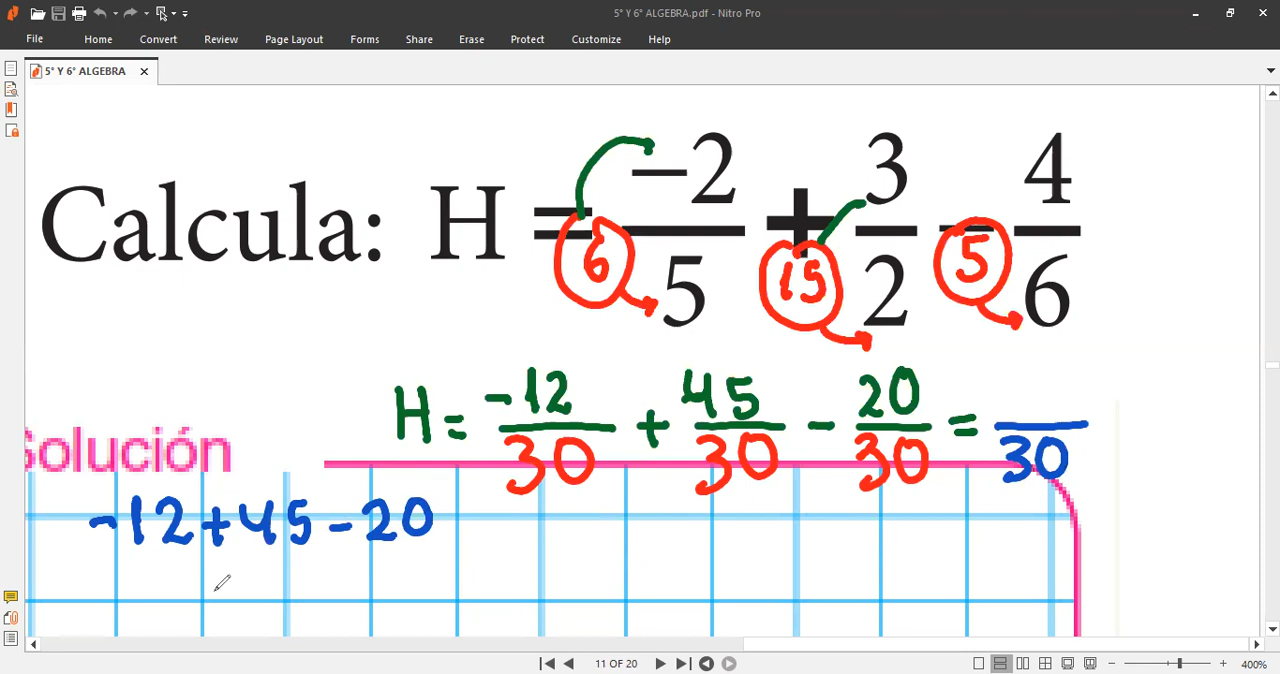 5° Y 6° ALGEBRA.pdf - Nitro Pro
File Home Convert Review Page Layout Forms Share Erase Protect Customize Help
5° Y 6° ALGEBRA
Calcula: H = -2/5 + 3/2 - 4/6
6 15 5
H = -12/30 + 45/30 - 20/30 = /30
Solución
-12+45-20
11 OF 20
400%